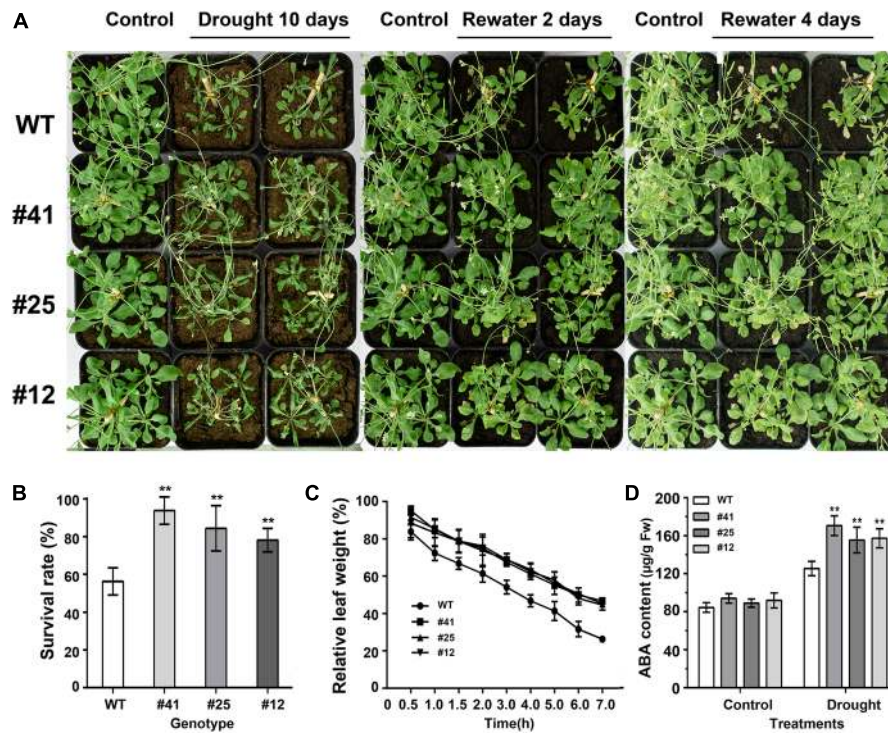 A
Control Drought 10 days Control Rewater 2 days Control Rewater 4 days
WT
#41
#25
#12
B
Survival rate (%)
120
100
80
60
40
20
0
** ** **
WT #41 #25 #12
Genotype
C
Relative leaf weight (%)
100
80
60
40
20
0
WT
#41
#25
#12
0 0.5 1.0 1.5 2.0 3.0 4.0 5.0 6.0 7.0
Time(h)
D
ABA content (µg/g Fw)
200
160
120
80
40
0
WT
#41
#25
#12
** ** **
Control Drought
Treatments